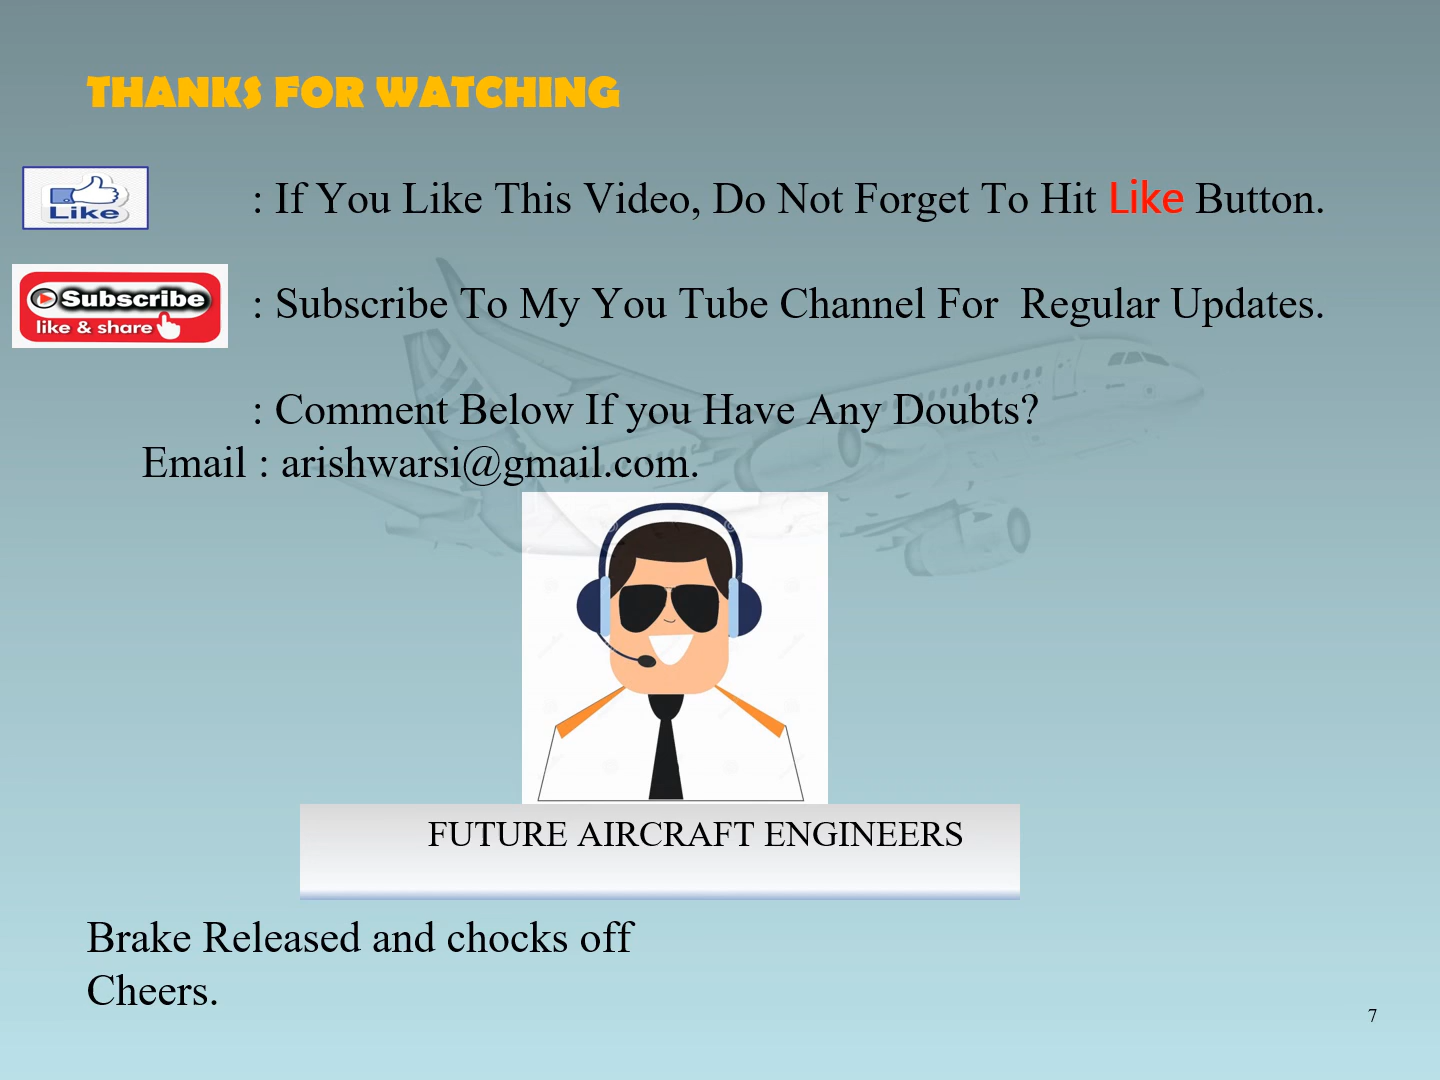 THANKS FOR WATCHING
Like
: If You Like This Video, Do Not Forget To Hit Like Button.
Subscribe
like & share
: Subscribe To My You Tube Channel For  Regular Updates.
: Comment Below If you Have Any Doubts?
Email : arishwarsi@gmail.com.
FUTURE AIRCRAFT ENGINEERS
Brake Released and chocks off
Cheers.
7